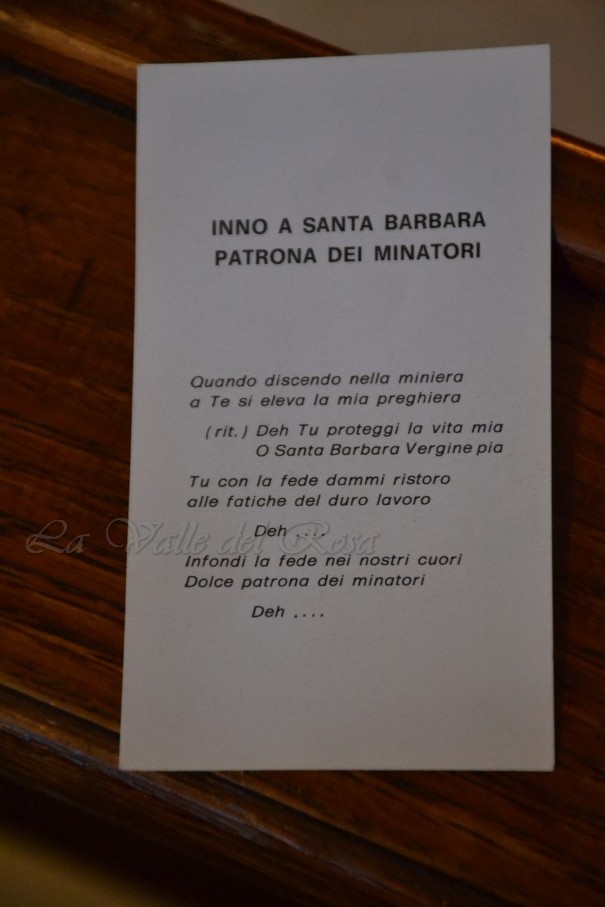 INNO A SANTA BARBARA
PATRONA DEI MINATORI
Quando discendo nella miniera
a Te si eleva la mia preghiera
(rit.) Deh Tu proteggi la vita mia
O Santa Barbara Vergine pia
Tu con la fede dammi ristoro
alle fatiche del duro lavoro
Deh ....
La Valle del Rosa
Infondi la fede nei nostri cuori
Dolce patrona dei minatori
Deh ....